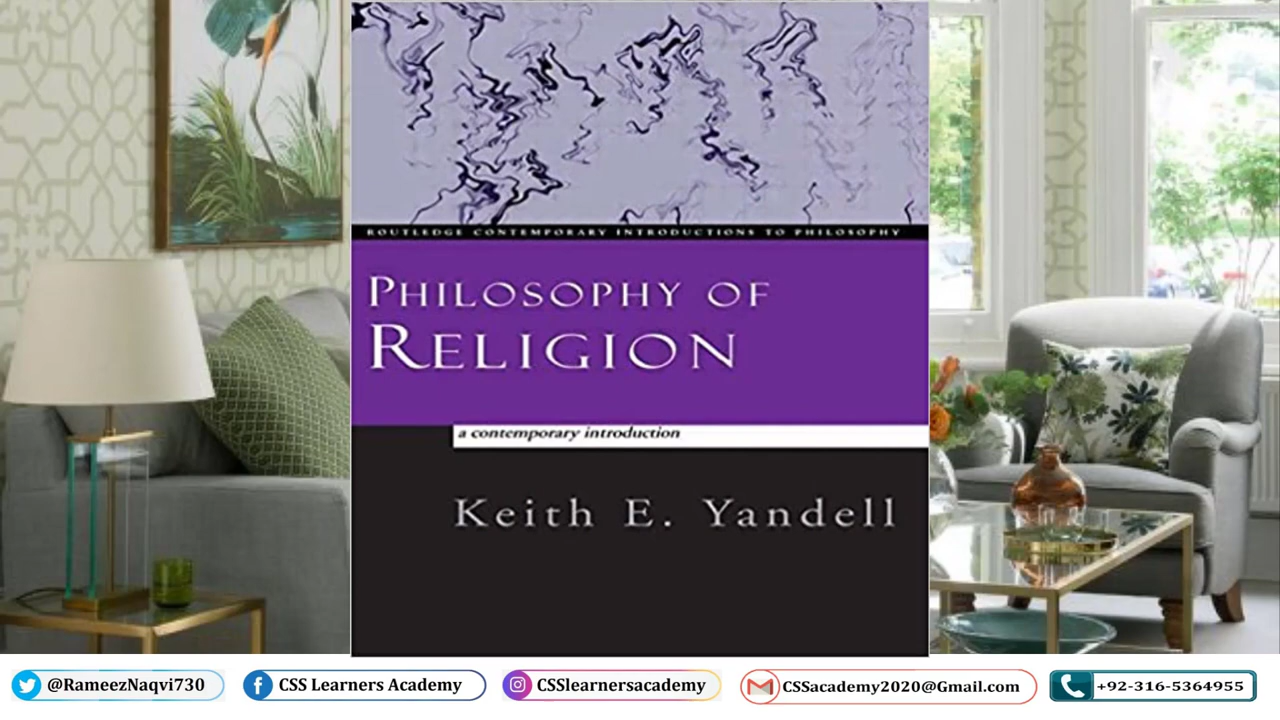 ROUTLEDGE CONTEMPORARY INTRODUCTIONS TO PHILOSOPHY
PHILOSOPHY OF
RELIGION
a contemporary introduction
Keith E. Yandell
@RameezNaqvi730
CSS Learners Academy
CSSlearnersacademy
CSSacademy2020@Gmail.com
+92-316-5364955